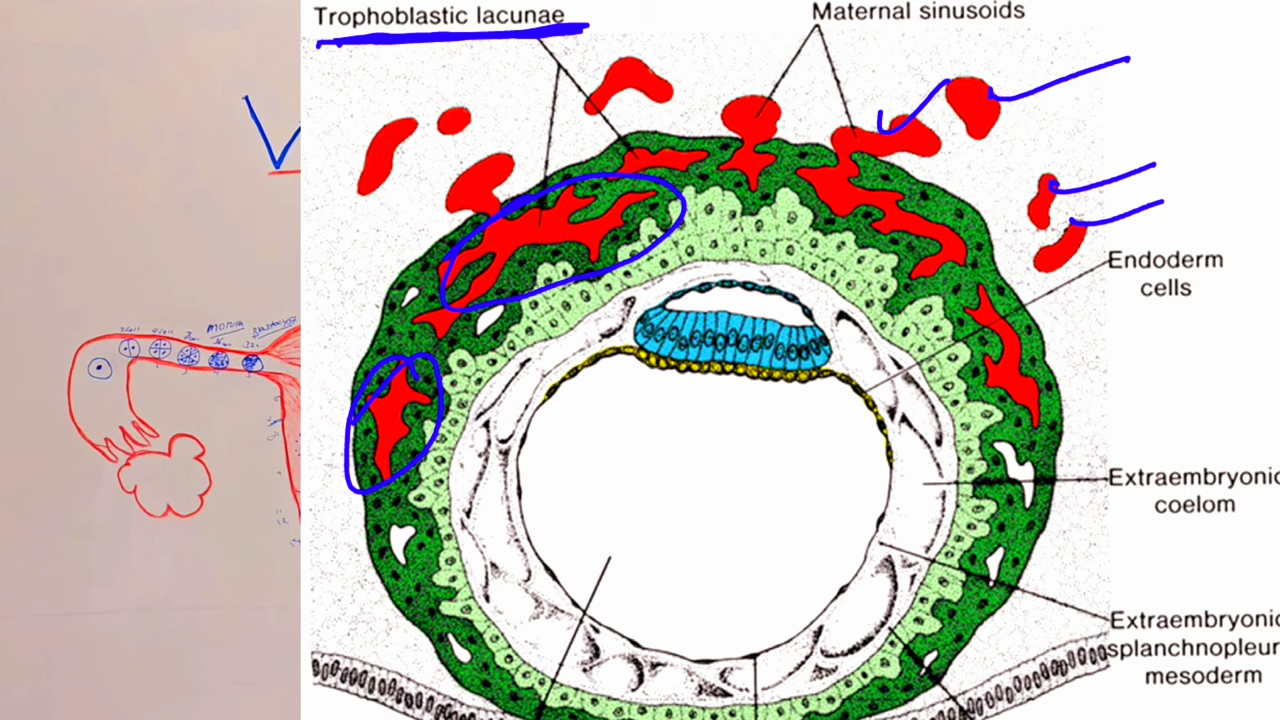 Trophoblastic lacunae
Maternal sinusoids
Endoderm
cells
Extraembryonic
coelom
Extraembryonic
splanchnopleur
mesoderm
MORULA